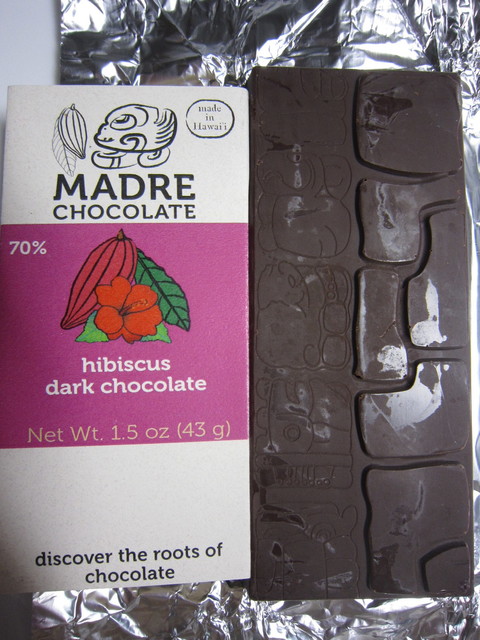 made
in
Hawai'i
MADRE
CHOCOLATE
70%
hibiscus
dark chocolate
Net Wt. 1.5 oz (43 g)
discover the roots of
chocolate